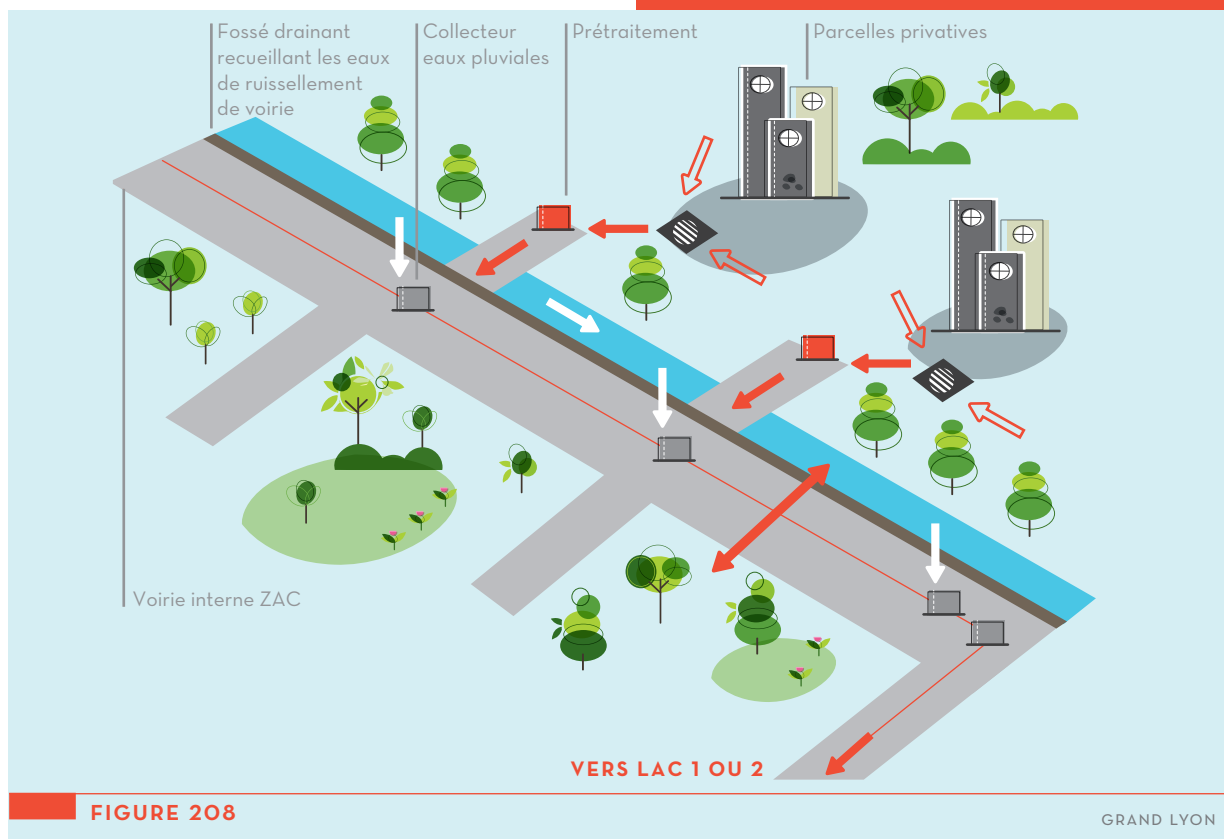 Fossé drainant
recueillant les eaux
de ruissellement
de voirie
Collecteur
eaux pluviales
Prétraitement
Parcelles privatives
Voirie interne ZAC
VERS LAC 1 OU 2
FIGURE 208
GRAND LYON